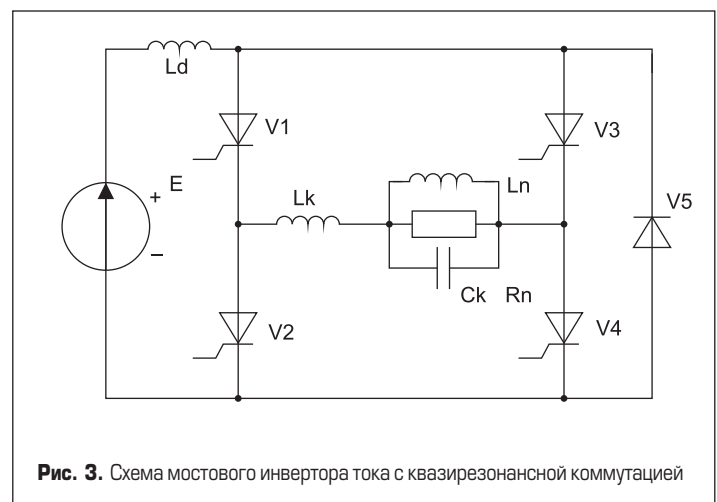 Ld
V1
V3
+ E
Lk
Ln
V5
−
Ck Rn
V2
V4
Рис. 3. Схема мостового инвертора тока с квазирезонансной коммутацией